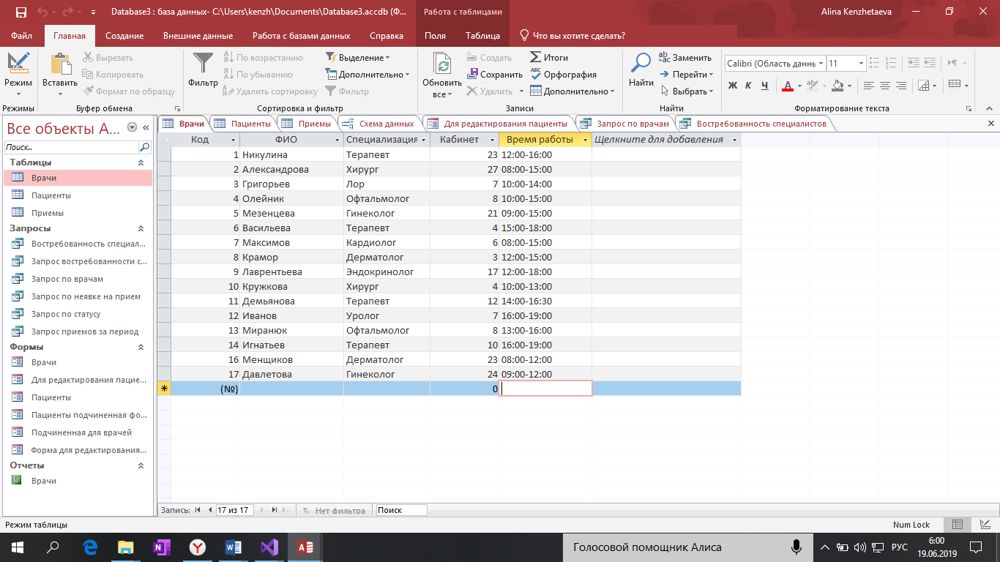 Database3 : база данных- C:\Users\kenzh\Documents\Database3.accdb (Ф...
Работа с таблицами
Alina Kenzhetaeva
Файл Главная Создание Внешние данные Работа с базами данных Справка Поля Таблица Что вы хотите сделать?
Режим
Режимы
Вставить
Вырезать
Копировать
Формат по образцу
Буфер обмена
Фильтр
По возрастанию
По убыванию
Удалить сортировку
Выделение
Дополнительно
Фильтр
Сортировка и фильтр
Обновить
все
Создать
Сохранить
Удалить
Итоги
Орфография
Дополнительно
Записи
Найти
Заменить
Перейти
Выбрать
Найти
Calibri (Область данны
11
Ж К Ч
Форматирование текста
Все объекты A...
Поиск...
Таблицы
Врачи
Пациенты
Приемы
Запросы
Востребованность специал...
Запрос востребованности с...
Запрос по врачам
Запрос по неявке на прием
Запрос по статусу
Запрос приемов за период
Формы
Врачи
Для редактирования пацие...
Пациенты
Пациенты подчиненная фо...
Подчиненная для врачей
Форма для редактирования...
Отчеты
Врачи
Врачи Пациенты Приемы Схема данных Для редактирования пациенты Запрос по врачам Востребованность специалистов
Код ФИО Специализация Кабинет Время работы Щелкните для добавления
1 Никулина Терапевт 23 12:00-16:00
2 Александрова Хирург 27 08:00-15:00
3 Григорьев Лор 7 10:00-14:00
4 Олейник Офтальмолог 8 10:00-15:00
5 Мезенцева Гинеколог 21 09:00-15:00
6 Васильева Терапевт 4 15:00-18:00
7 Максимов Кардиолог 6 08:00-15:00
8 Крамор Дерматолог 3 12:00-15:00
9 Лаврентьева Эндокринолог 17 12:00-18:00
10 Кружкова Хирург 4 10:00-13:00
11 Демьянова Терапевт 12 14:00-16:30
12 Иванов Уролог 7 16:00-19:00
13 Миранюк Офтальмолог 8 13:00-16:00
14 Игнатьев Терапевт 10 16:00-19:00
16 Менщиков Дерматолог 23 08:00-12:00
17 Давлетова Гинеколог 24 09:00-12:00
(№) 0
Запись: 17 из 17 Нет фильтра Поиск
Режим таблицы
Num Lock
Голосовой помощник Алиса
РУС
6:00
19.06.2019